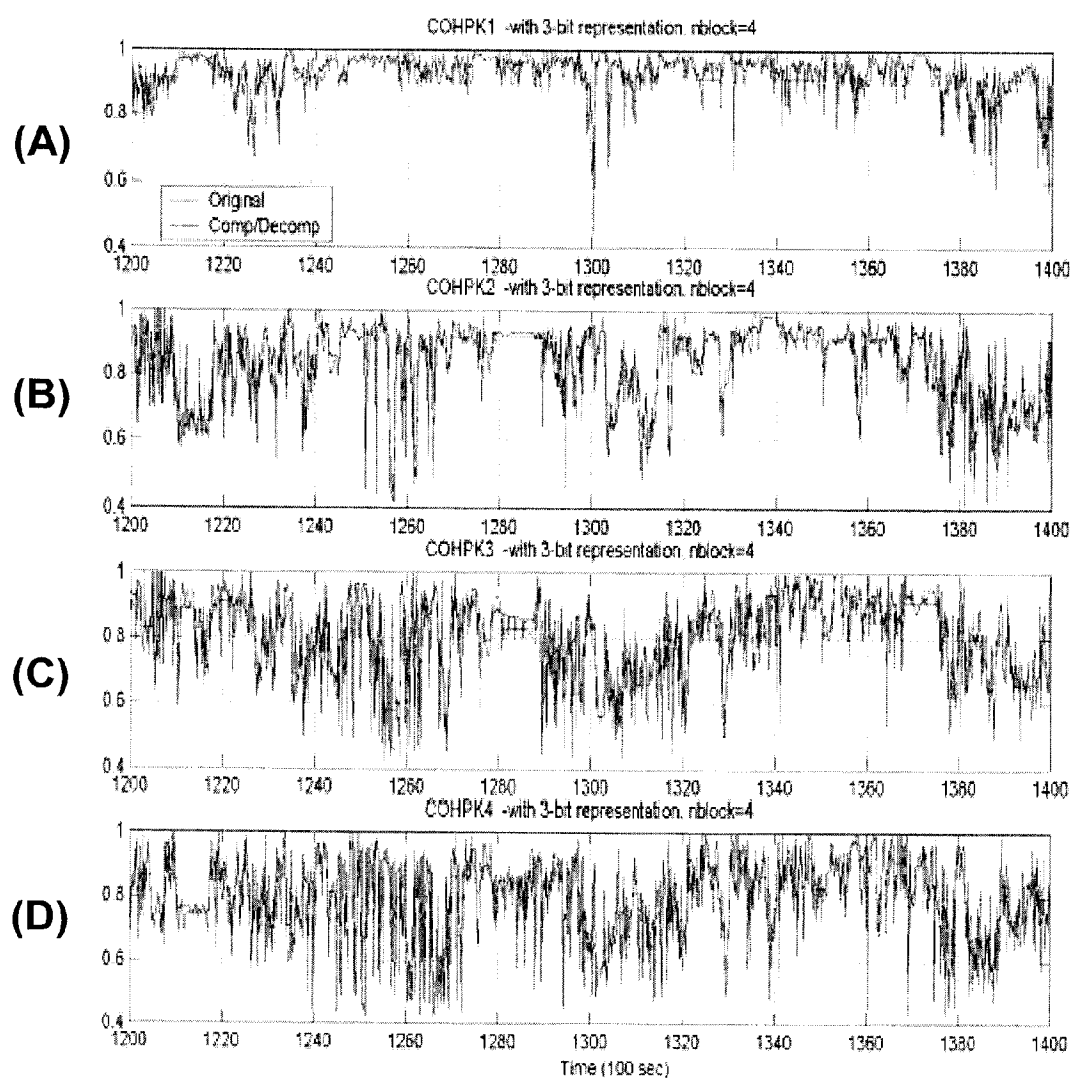 COHPK1 -with 3-bit representation. nblock=4
(A)
1
0.8
0.6
0.4
Original
Comp/Decomp
1200 1220 1240 1260 1280 1300 1320 1340 1360 1380 1400
COHPK2 -with 3-bit representation. nblock=4
(B)
1
0.8
0.6
0.4
1200 1220 1240 1260 1280 1300 1320 1340 1360 1380 1400
COHPK3 -with 3-bit representation. nblock=4
(C)
1
0.8
0.6
0.4
1200 1220 1240 1260 1280 1300 1320 1340 1360 1380 1400
COHPK4 -with 3-bit representation. nblock=4
(D)
1
0.8
0.6
0.4
1200 1220 1240 1260 1280 1300 1320 1340 1360 1380 1400
Time (100 sec)